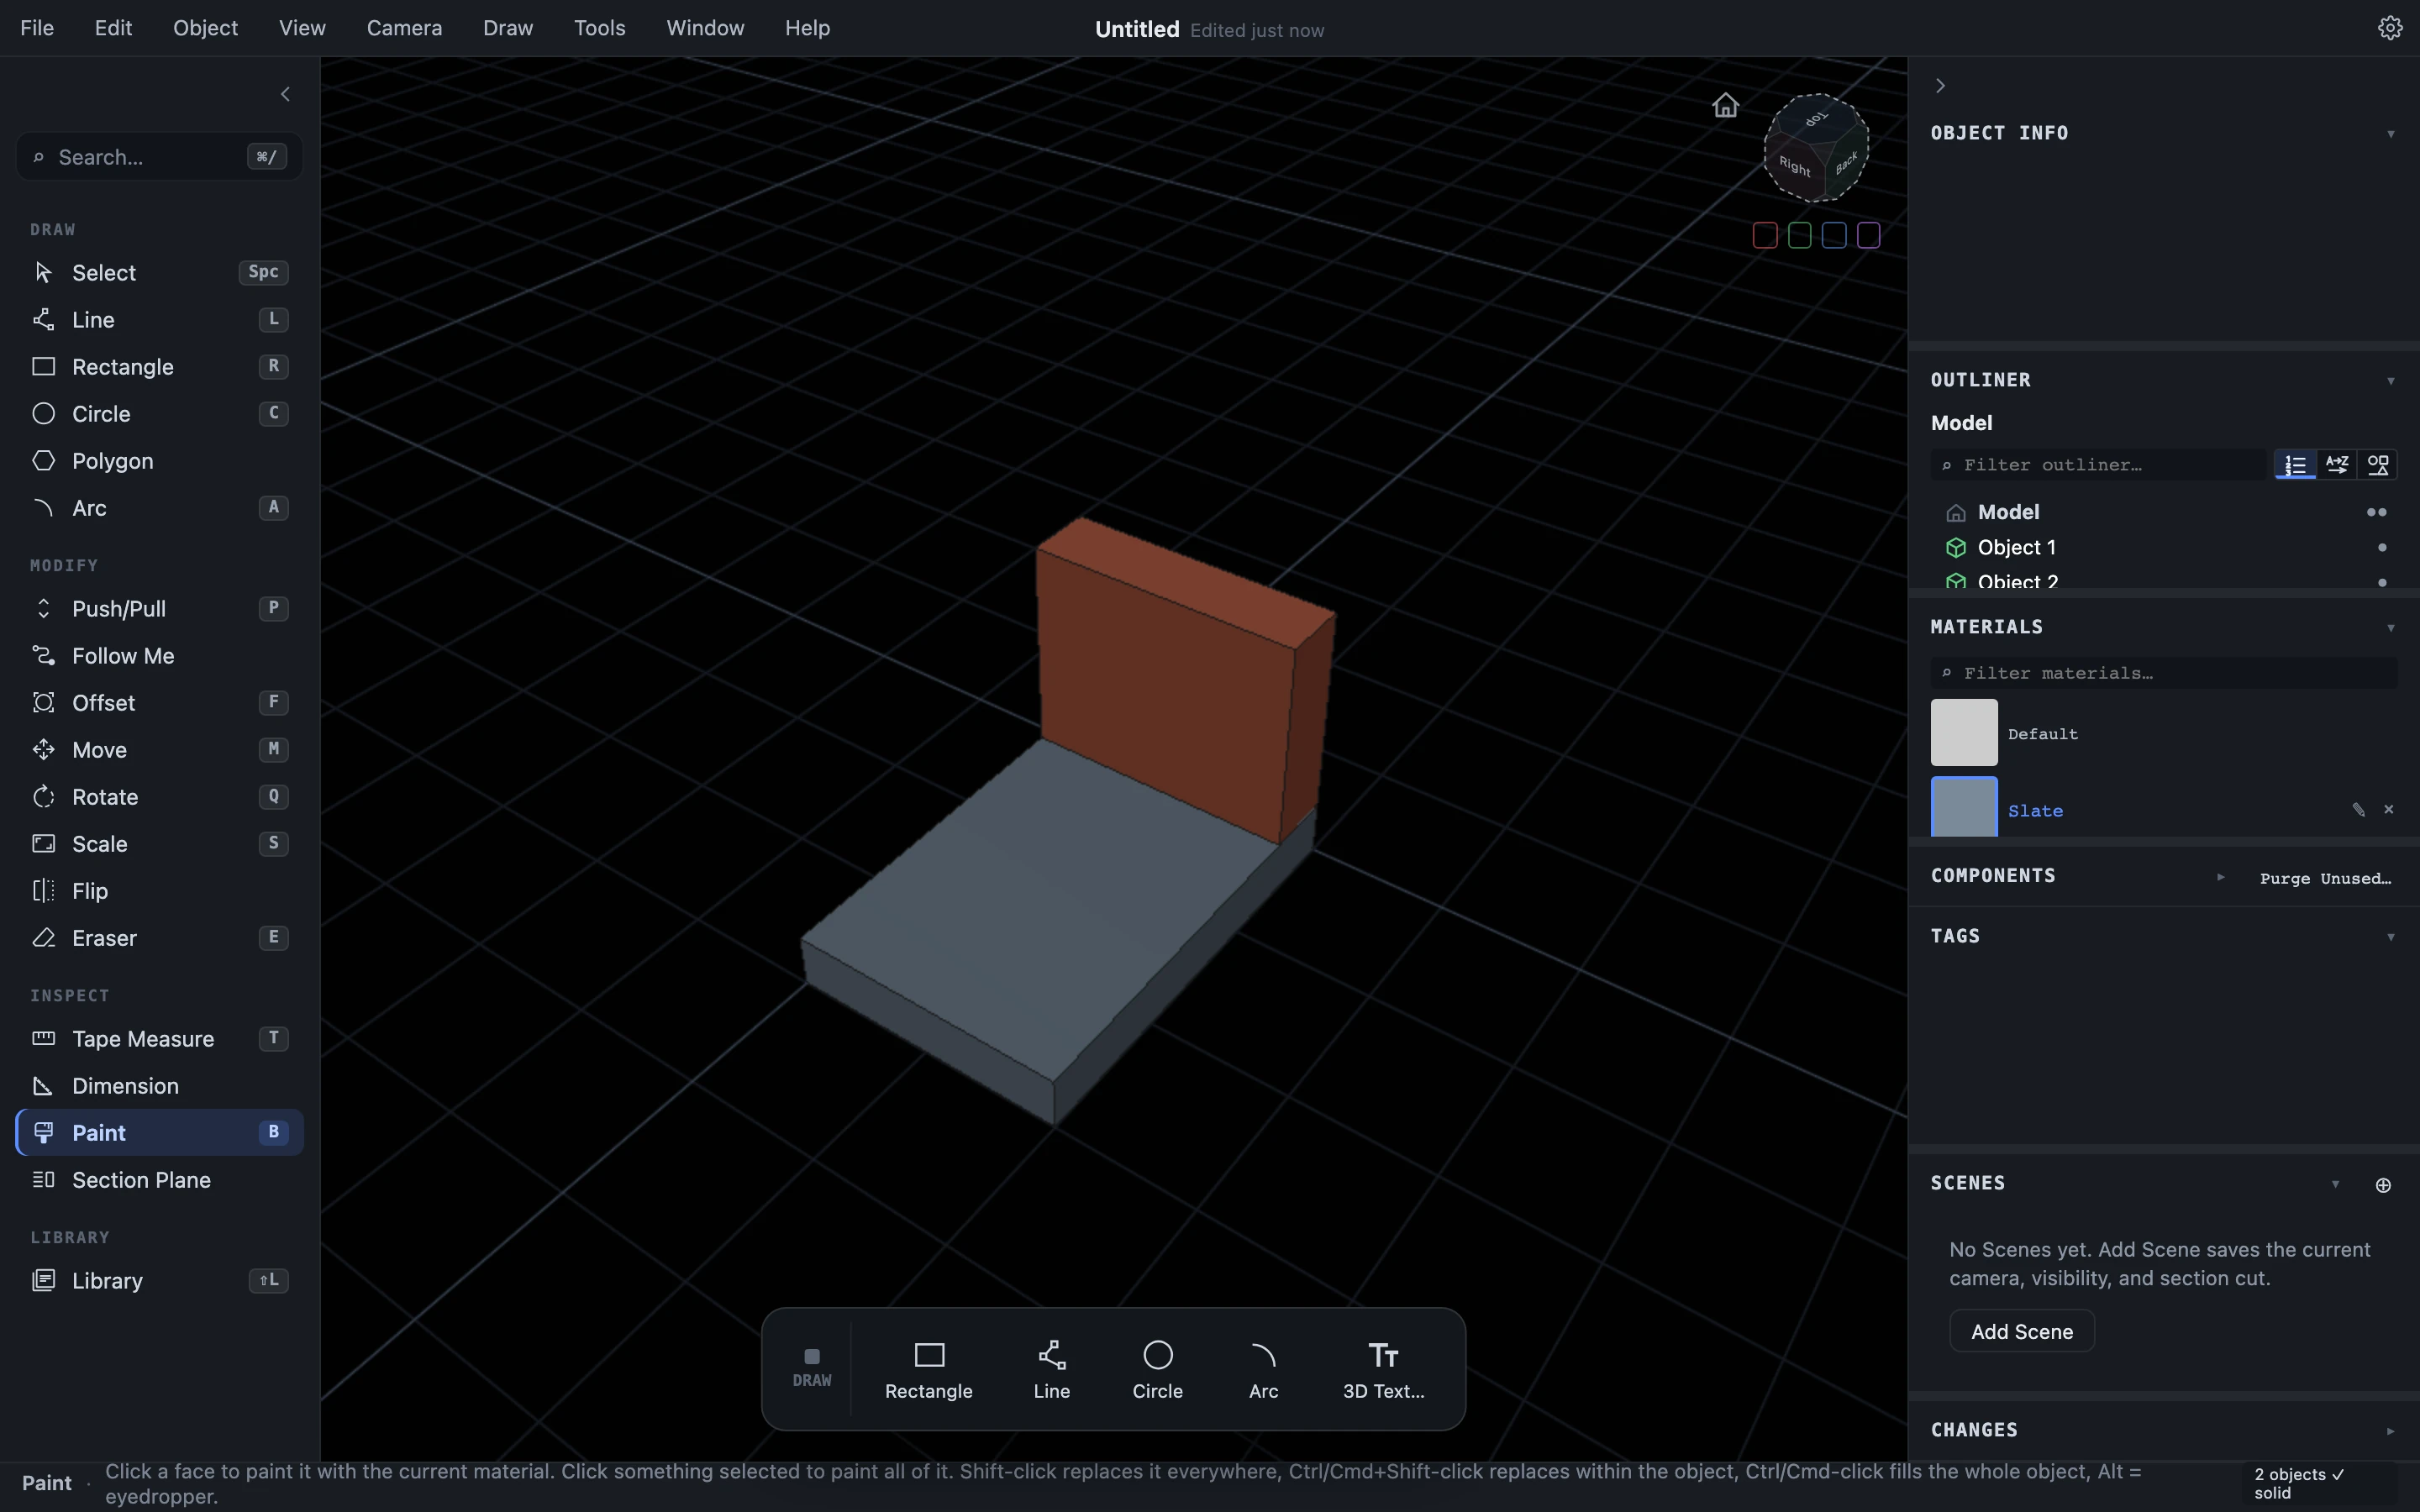 File Edit Object View Camera Draw Tools Window Help
Untitled Edited just now
Search... ⌘/
DRAW
Select Spc
Line L
Rectangle R
Circle C
Polygon
Arc A
MODIFY
Push/Pull P
Follow Me
Offset F
Move M
Rotate Q
Scale S
Flip
Eraser E
INSPECT
Tape Measure T
Dimension
Paint B
Section Plane
LIBRARY
Library ⇧L
Top
Right
Back
DRAW
Rectangle
Line
Circle
Arc
3D Text...
OBJECT INFO
OUTLINER
Model
Filter outliner…
Model
Object 1
Object 2
MATERIALS
Filter materials…
Default
Slate
COMPONENTS Purge Unused…
TAGS
SCENES
No Scenes yet. Add Scene saves the current
camera, visibility, and section cut.
Add Scene
CHANGES
Paint · Click a face to paint it with the current material. Click something selected to paint all of it. Shift-click replaces it everywhere, Ctrl/Cmd+Shift-click replaces within the object, Ctrl/Cmd-click fills the whole object, Alt =
eyedropper.
2 objects ✓
solid